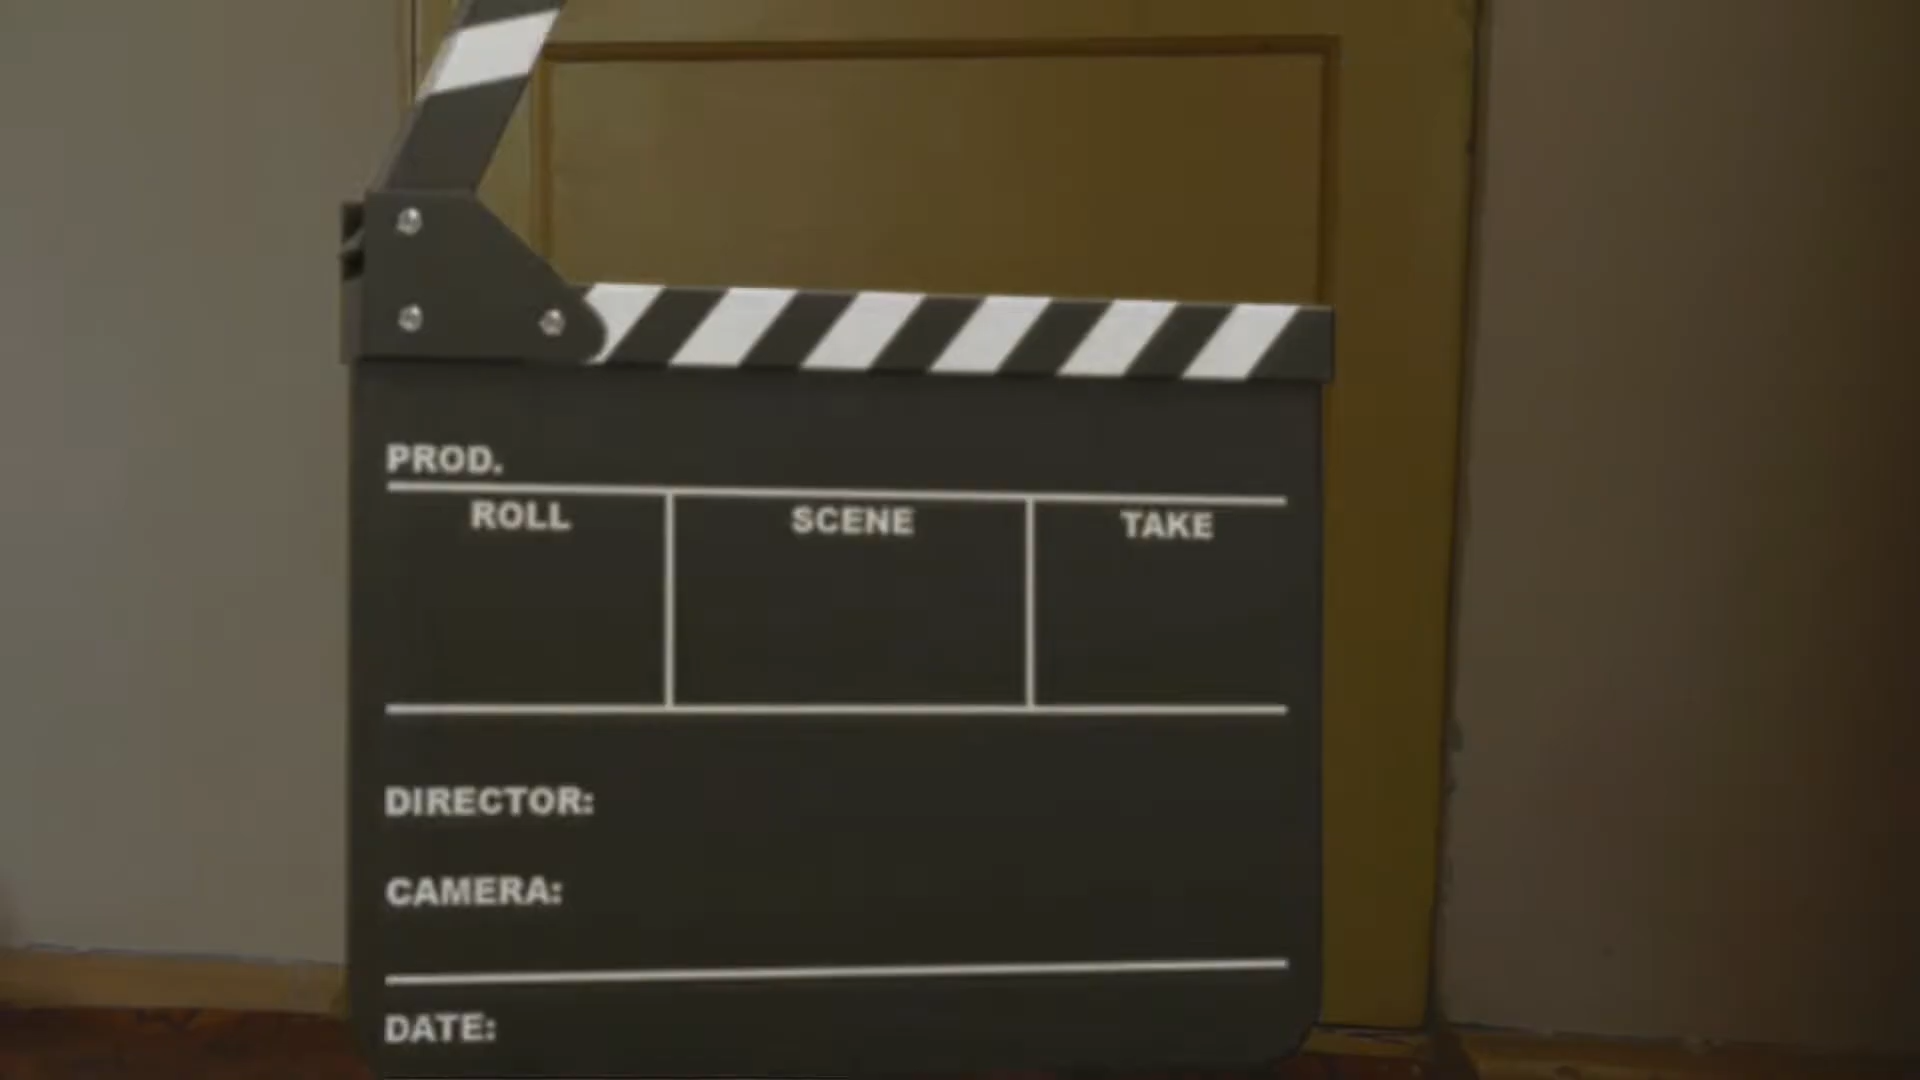 PROD.
ROLL SCENE TAKE
DIRECTOR:
CAMERA:
DATE: